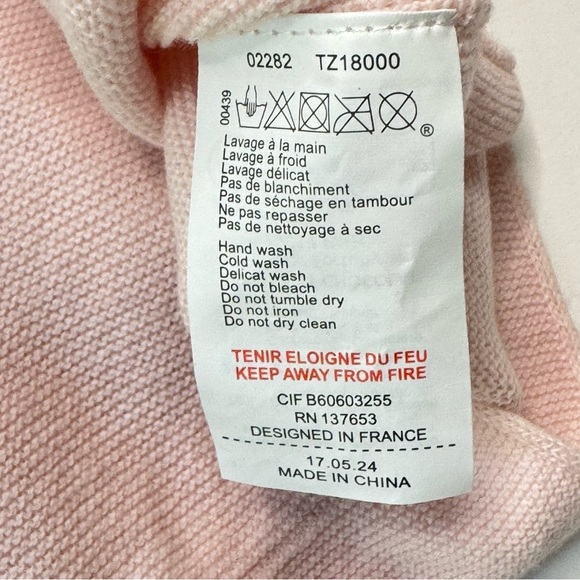 02282 TZ18000
00439
®
Lavage à la main
Lavage à froid
Lavage délicat
Pas de blanchiment
Pas de séchage en tambour
Ne pas repasser
Pas de nettoyage à sec
Hand wash
Cold wash
Delicat wash
Do not bleach
Do not tumble dry
Do not iron
Do not dry clean
TENIR ELOIGNE DU FEU
KEEP AWAY FROM FIRE
CIF B60603255
RN 137653
DESIGNED IN FRANCE
17.05.24
MADE IN CHINA